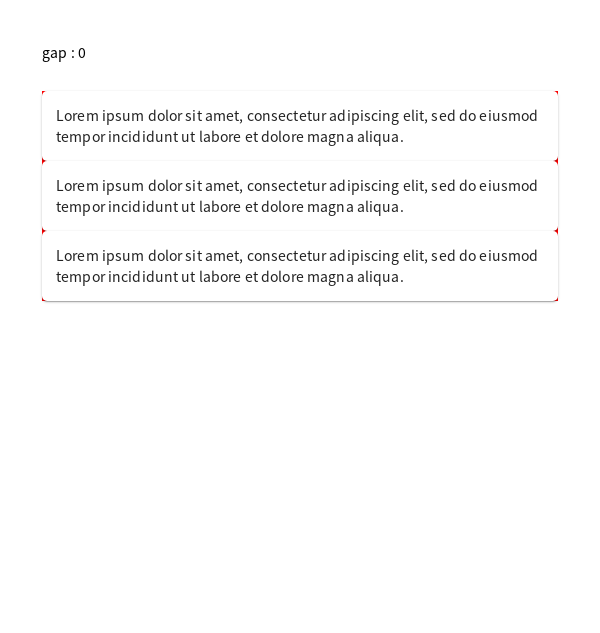 gap : 0
Lorem ipsum dolor sit amet, consectetur adipiscing elit, sed do eiusmod
tempor incididunt ut labore et dolore magna aliqua.
Lorem ipsum dolor sit amet, consectetur adipiscing elit, sed do eiusmod
tempor incididunt ut labore et dolore magna aliqua.
Lorem ipsum dolor sit amet, consectetur adipiscing elit, sed do eiusmod
tempor incididunt ut labore et dolore magna aliqua.